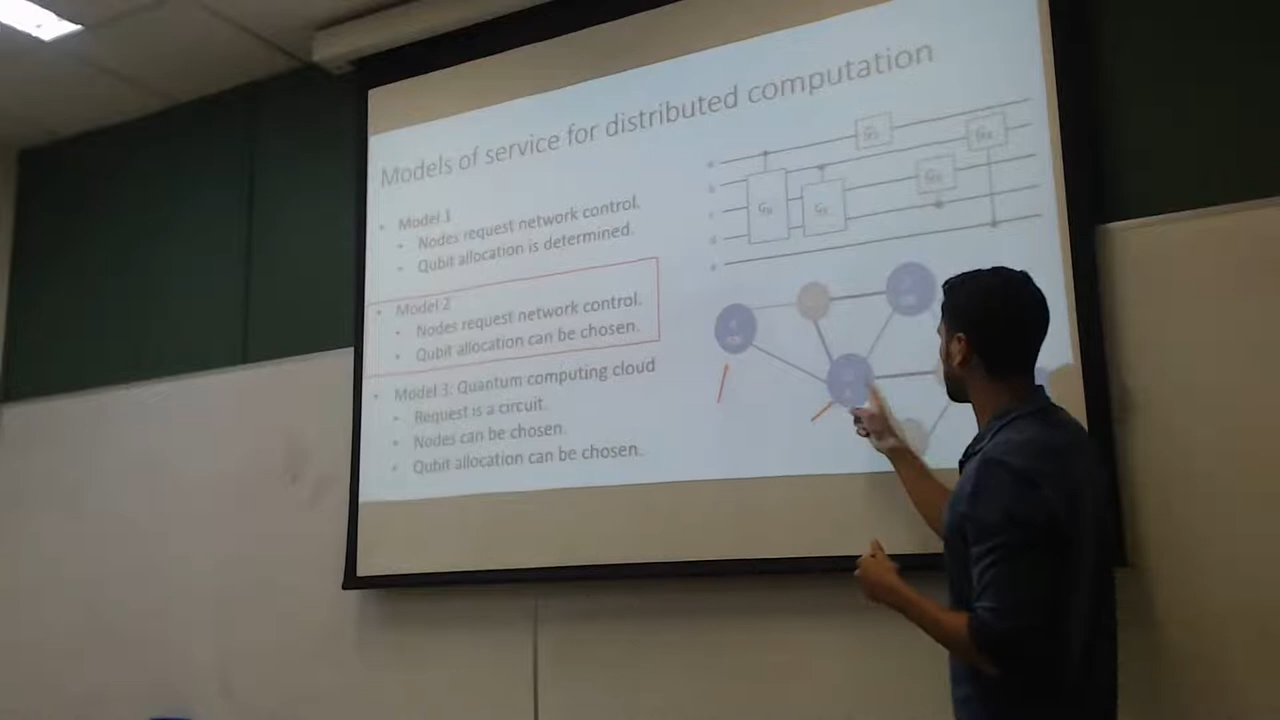 Models of service for distributed computation
Model 1
Nodes request network control.
Qubit allocation is determined.
Model 2
Nodes request network control.
Qubit allocation can be chosen.
Model 3: Quantum computing cloud
Request is a circuit.
Nodes can be chosen.
Qubit allocation can be chosen.